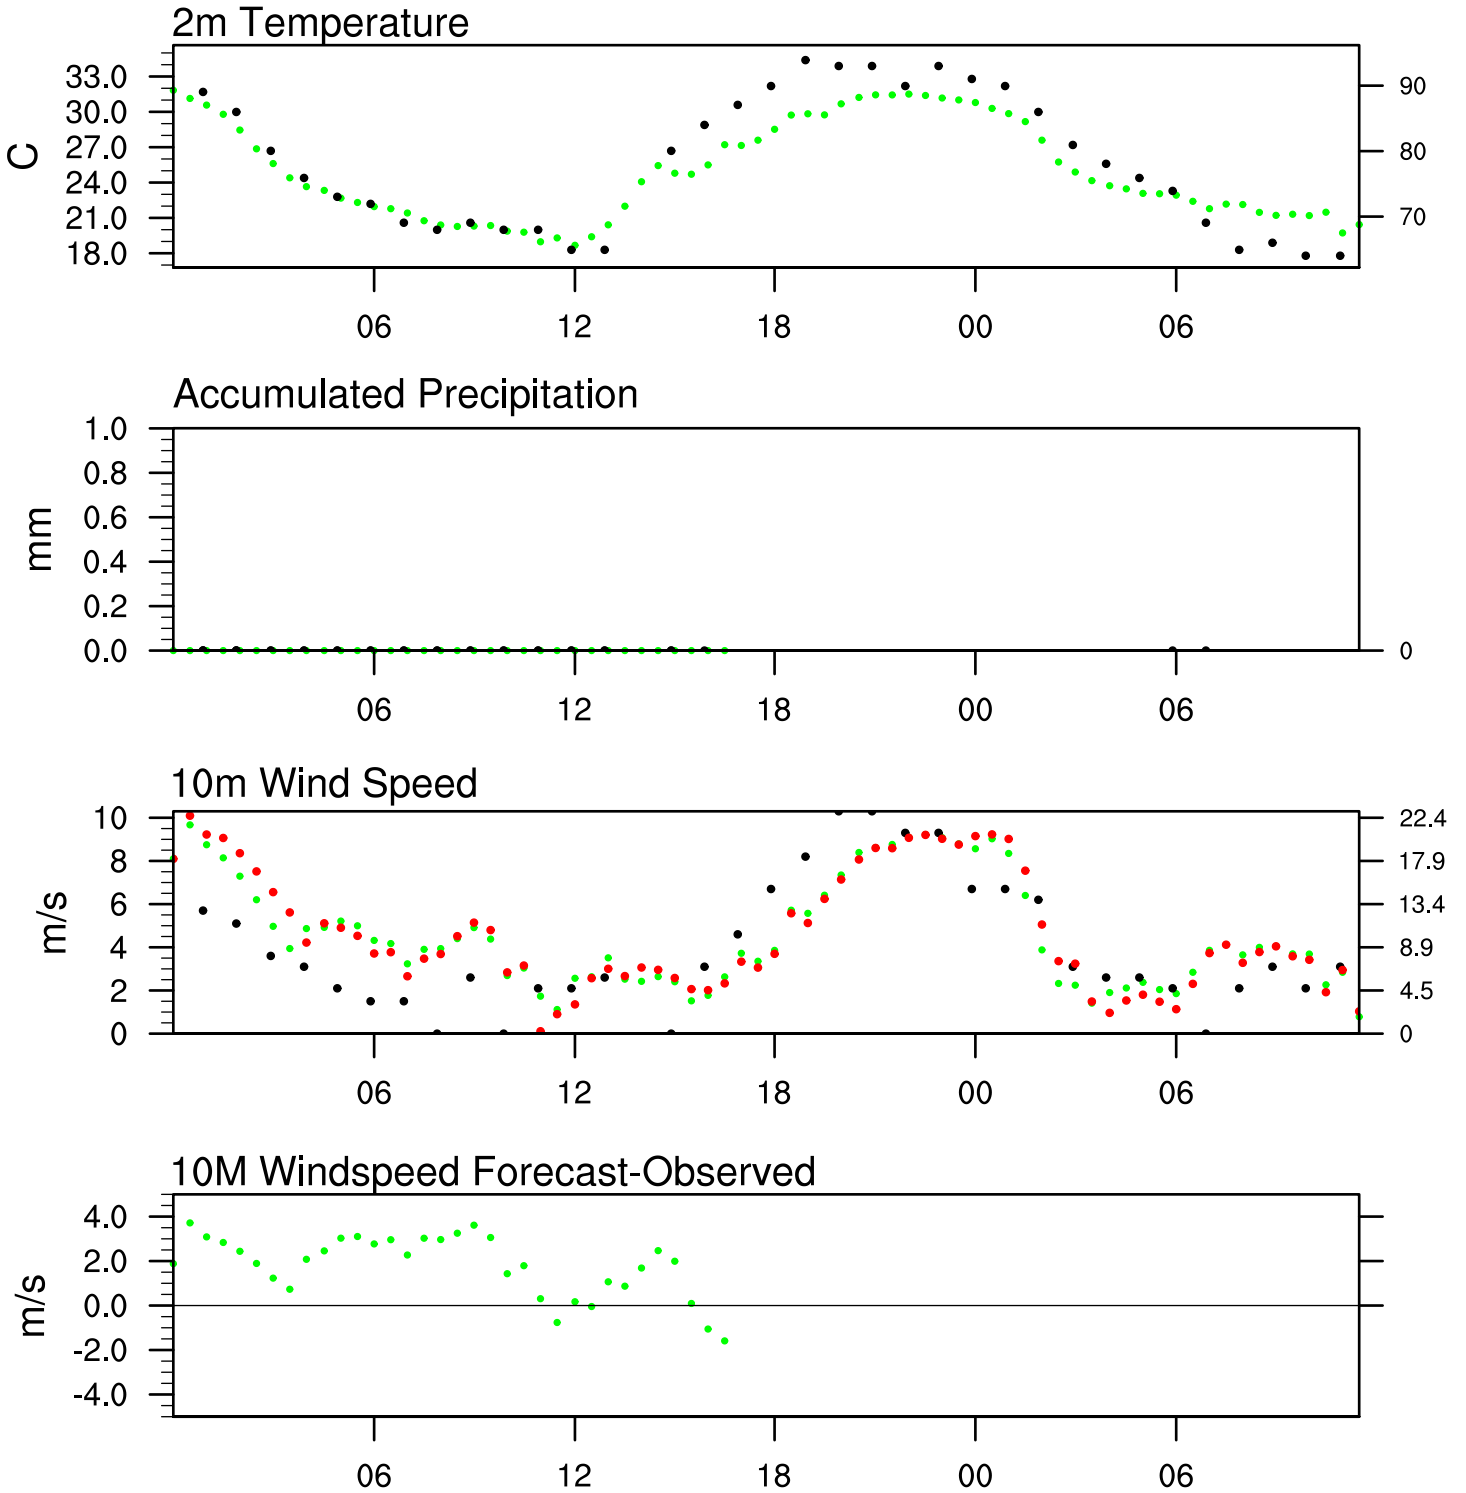 2m Temperature
33.0
30.0
27.0
24.0
21.0
18.0
C
90
80
70
06 12 18 00 06
Accumulated Precipitation
1.0
0.8
0.6
0.4
0.2
0.0
mm
0
06 12 18 00 06
10m Wind Speed
10
8
6
4
2
0
m/s
22.4
17.9
13.4
8.9
4.5
0
06 12 18 00 06
10M Windspeed Forecast-Observed
4.0
2.0
0.0
-2.0
-4.0
m/s
06 12 18 00 06